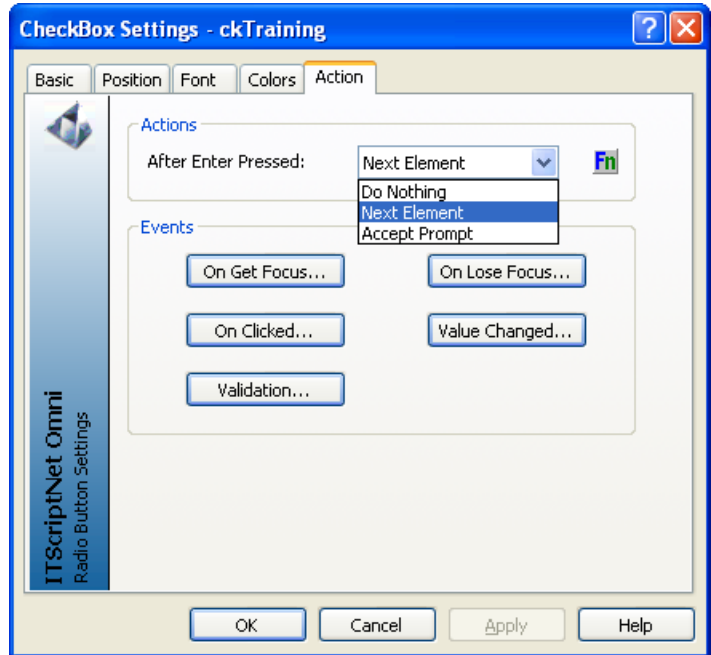 CheckBox Settings - ckTraining
Basic Position Font Colors Action
Actions
After Enter Pressed: Next Element Fn
Do Nothing
Next Element
Accept Prompt
Events
On Get Focus... On Lose Focus...
On Clicked... Value Changed...
Validation...
ITScriptNet Omni
Radio Button Settings
OK Cancel Apply Help